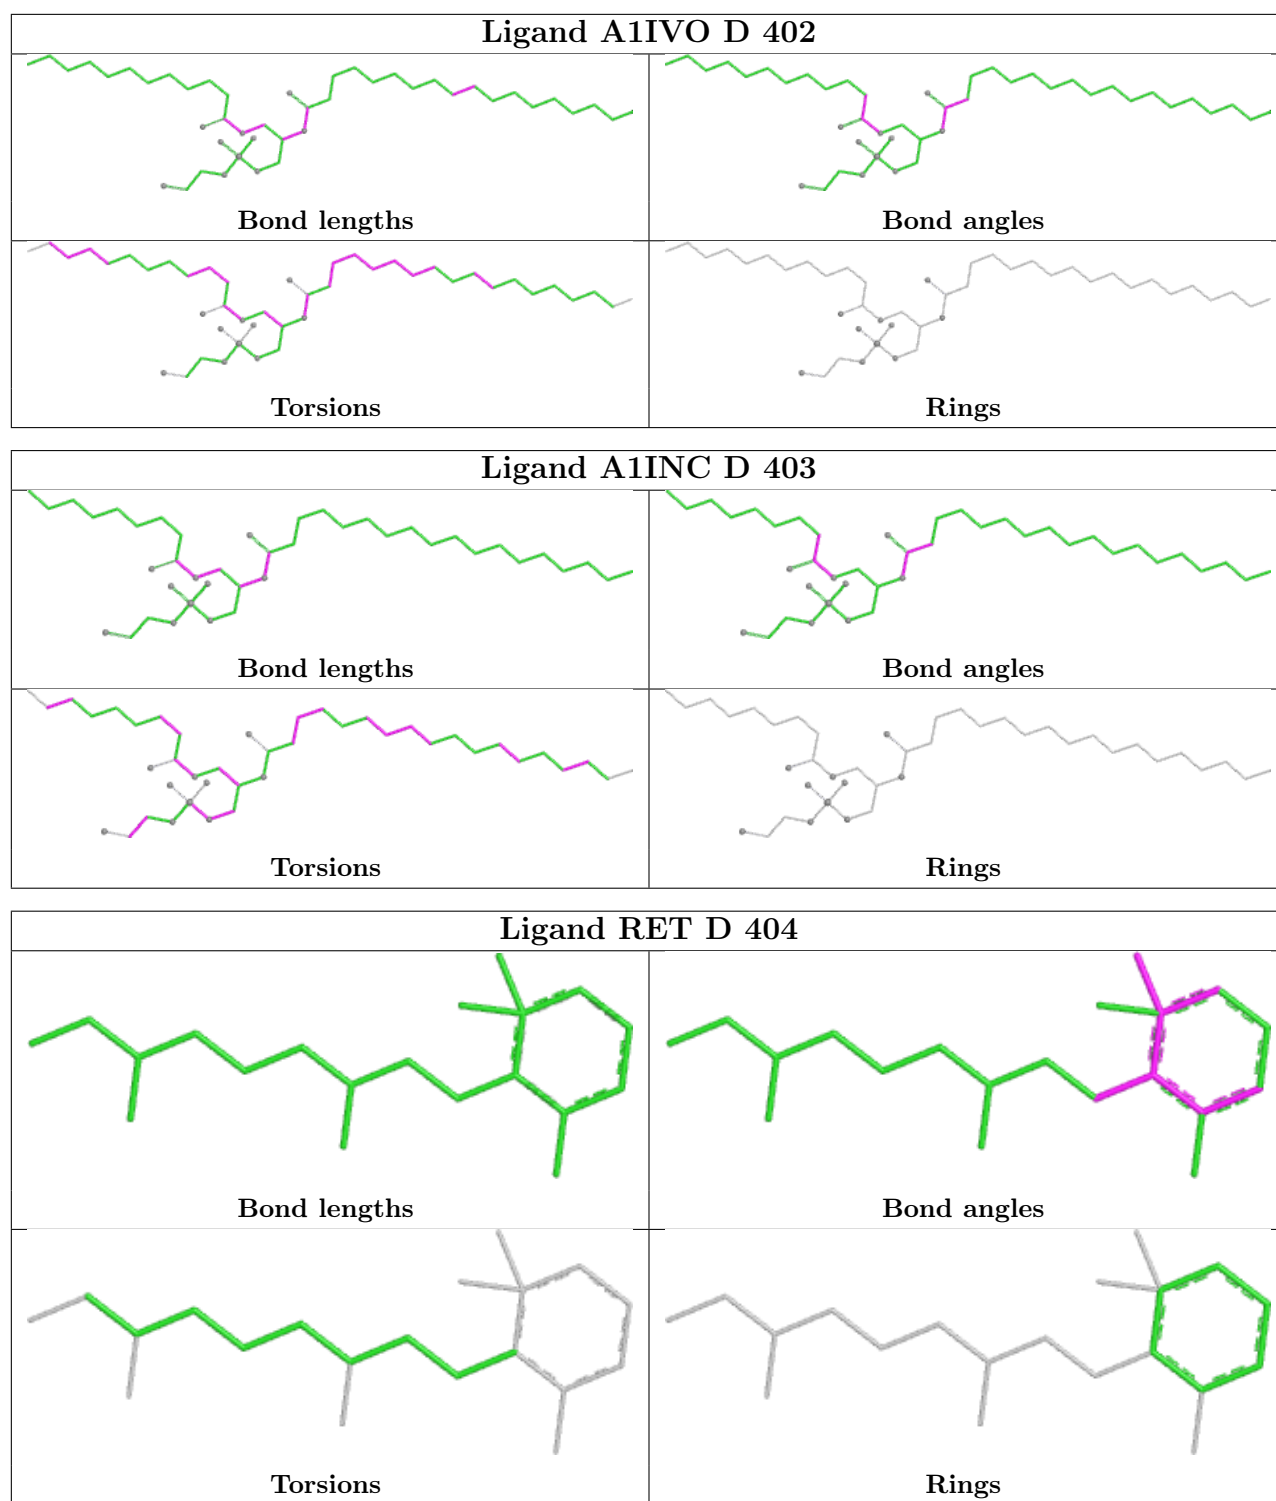 Ligand A1IVO D 402
Bond lengths
Bond angles
Torsions
Rings
Ligand A1INC D 403
Bond lengths
Bond angles
Torsions
Rings
Ligand RET D 404
Bond lengths
Bond angles
Torsions
Rings